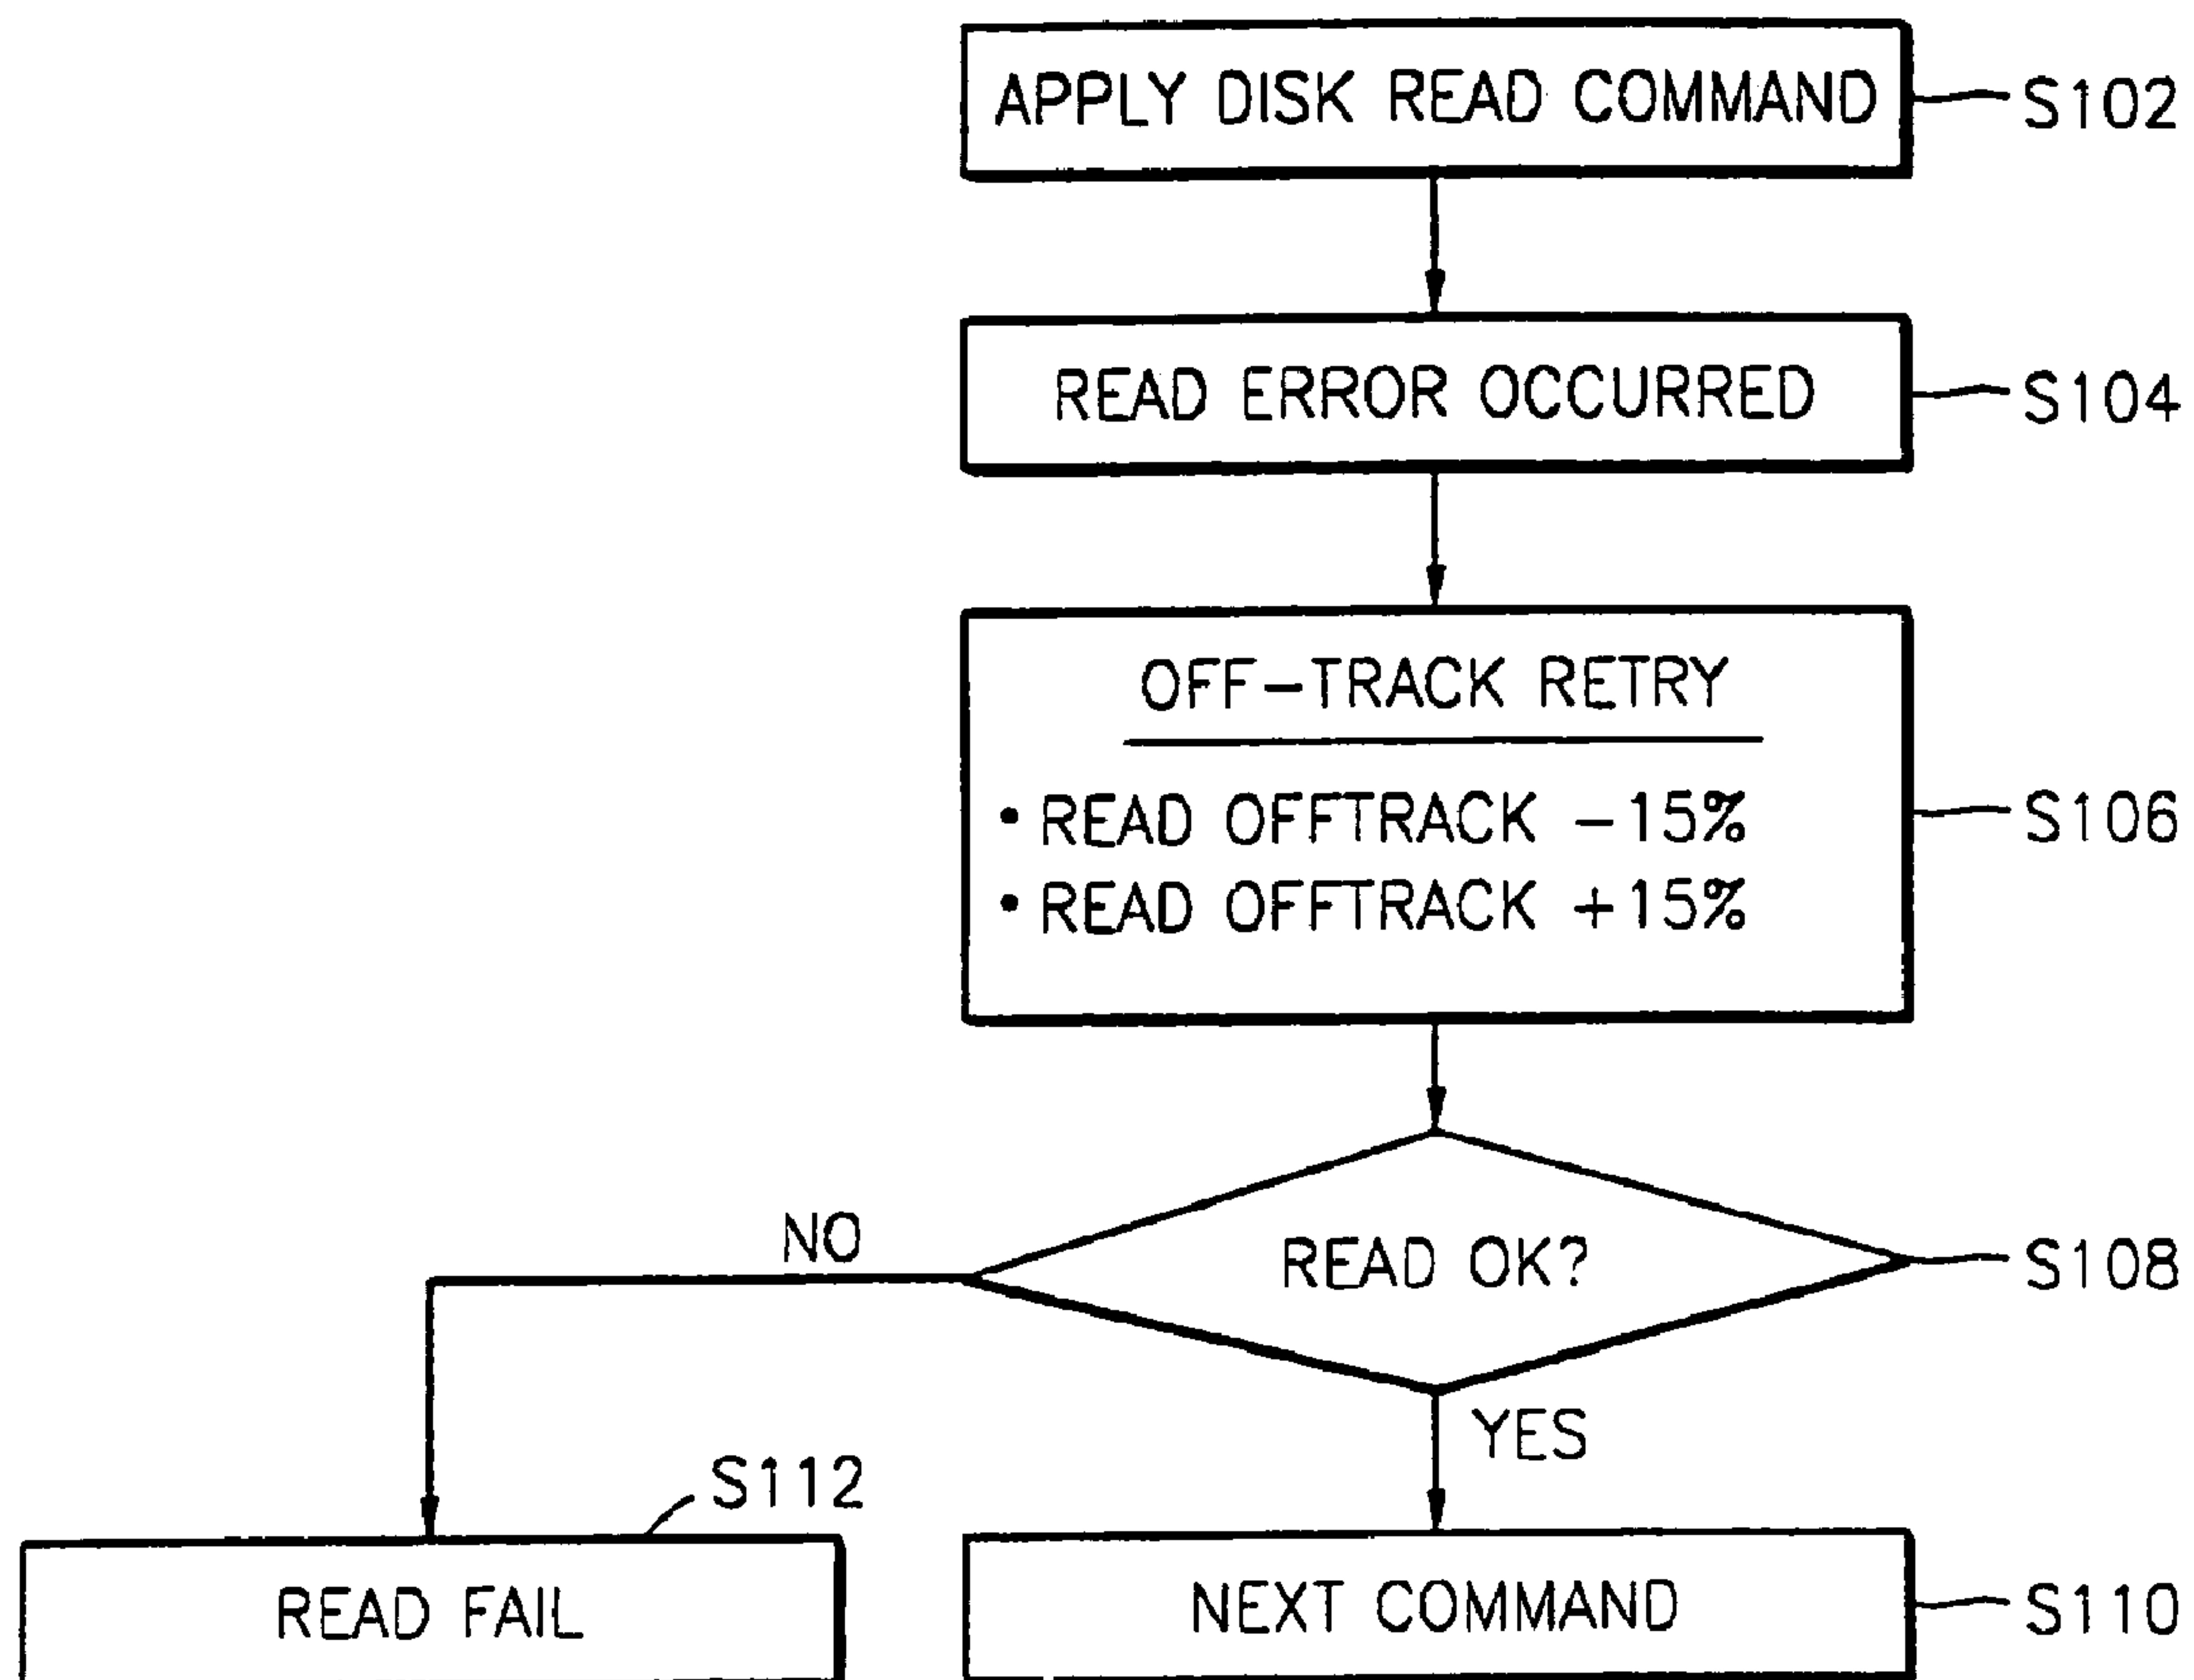 APPLY DISK READ COMMAND
S102
READ ERROR OCCURRED
S104
OFF-TRACK RETRY
• READ OFFTRACK -15%
• READ OFFTRACK +15%
S106
READ OK?
S108
NO
YES
S112
READ FAIL
NEXT COMMAND
S110